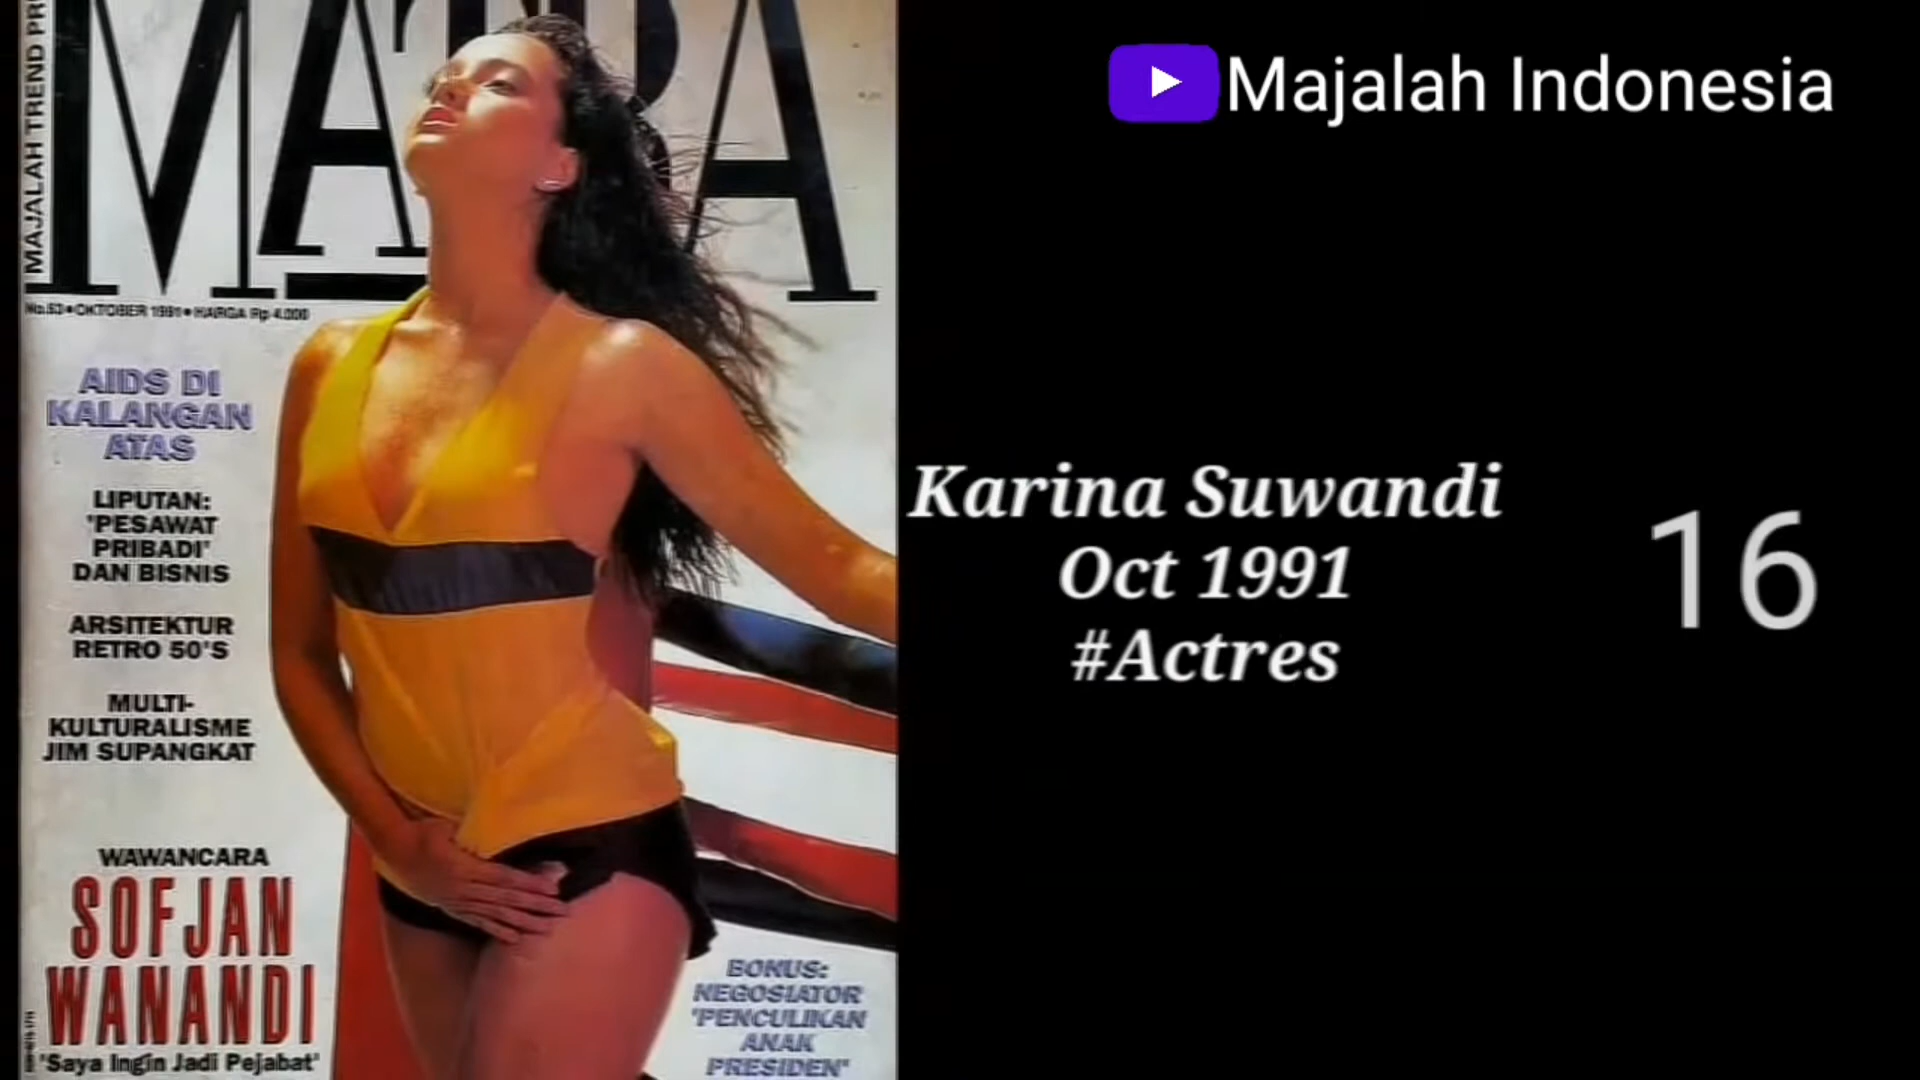 MAJALAH TREND PR
MATRA
No.63•OKTOBER 1991•HARGA Rp 4.000
AIDS DI
KALANGAN
ATAS
LIPUTAN:
'PESAWAT
PRIBADI'
DAN BISNIS
ARSITEKTUR
RETRO 50'S
MULTI-
KULTURALISME
JIM SUPANGKAT
WAWANCARA
SOFJAN
WANANDI
'Saya Ingin Jadi Pejabat'
BONUS:
NEGOSIATOR
'PENCULIKAN
ANAK
PRESIDEN'
Majalah Indonesia
Karina Suwandi
Oct 1991
#Actres
16